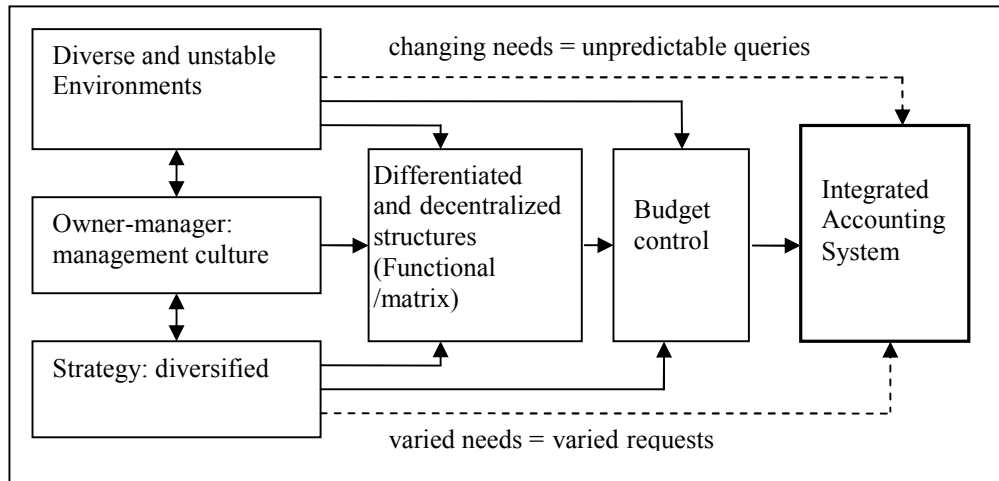 Diverse and unstable
Environments
changing needs = unpredictable queries
Owner-manager:
management culture
Differentiated
and decentralized
structures
(Functional
/matrix)
Budget
control
Integrated
Accounting
System
Strategy: diversified
varied needs = varied requests